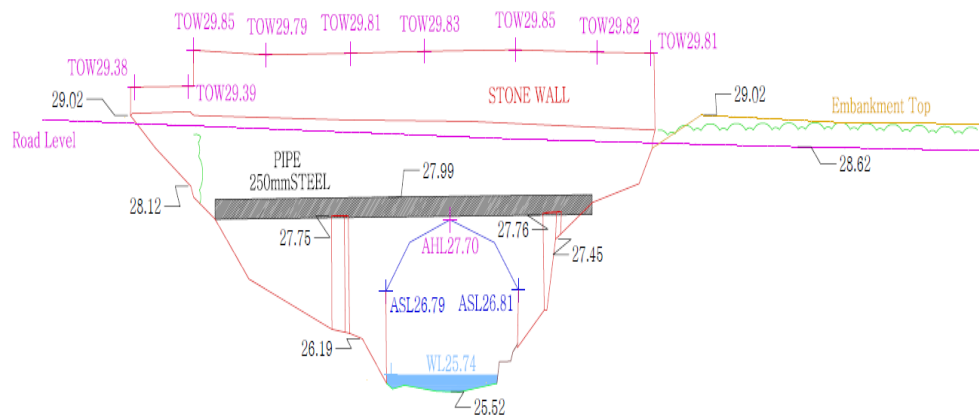 TOW29.85
TOW29.79
TOW29.81
TOW29.83
TOW29.85
TOW29.82
TOW29.81
TOW29.38
TOW29.39
STONE WALL
29.02
29.02
Embankment Top
Road Level
28.62
PIPE
250mmSTEEL
27.99
28.12
27.75
AHL27.70
27.76
27.45
ASL26.79
ASL26.81
26.19
WL25.74
25.52